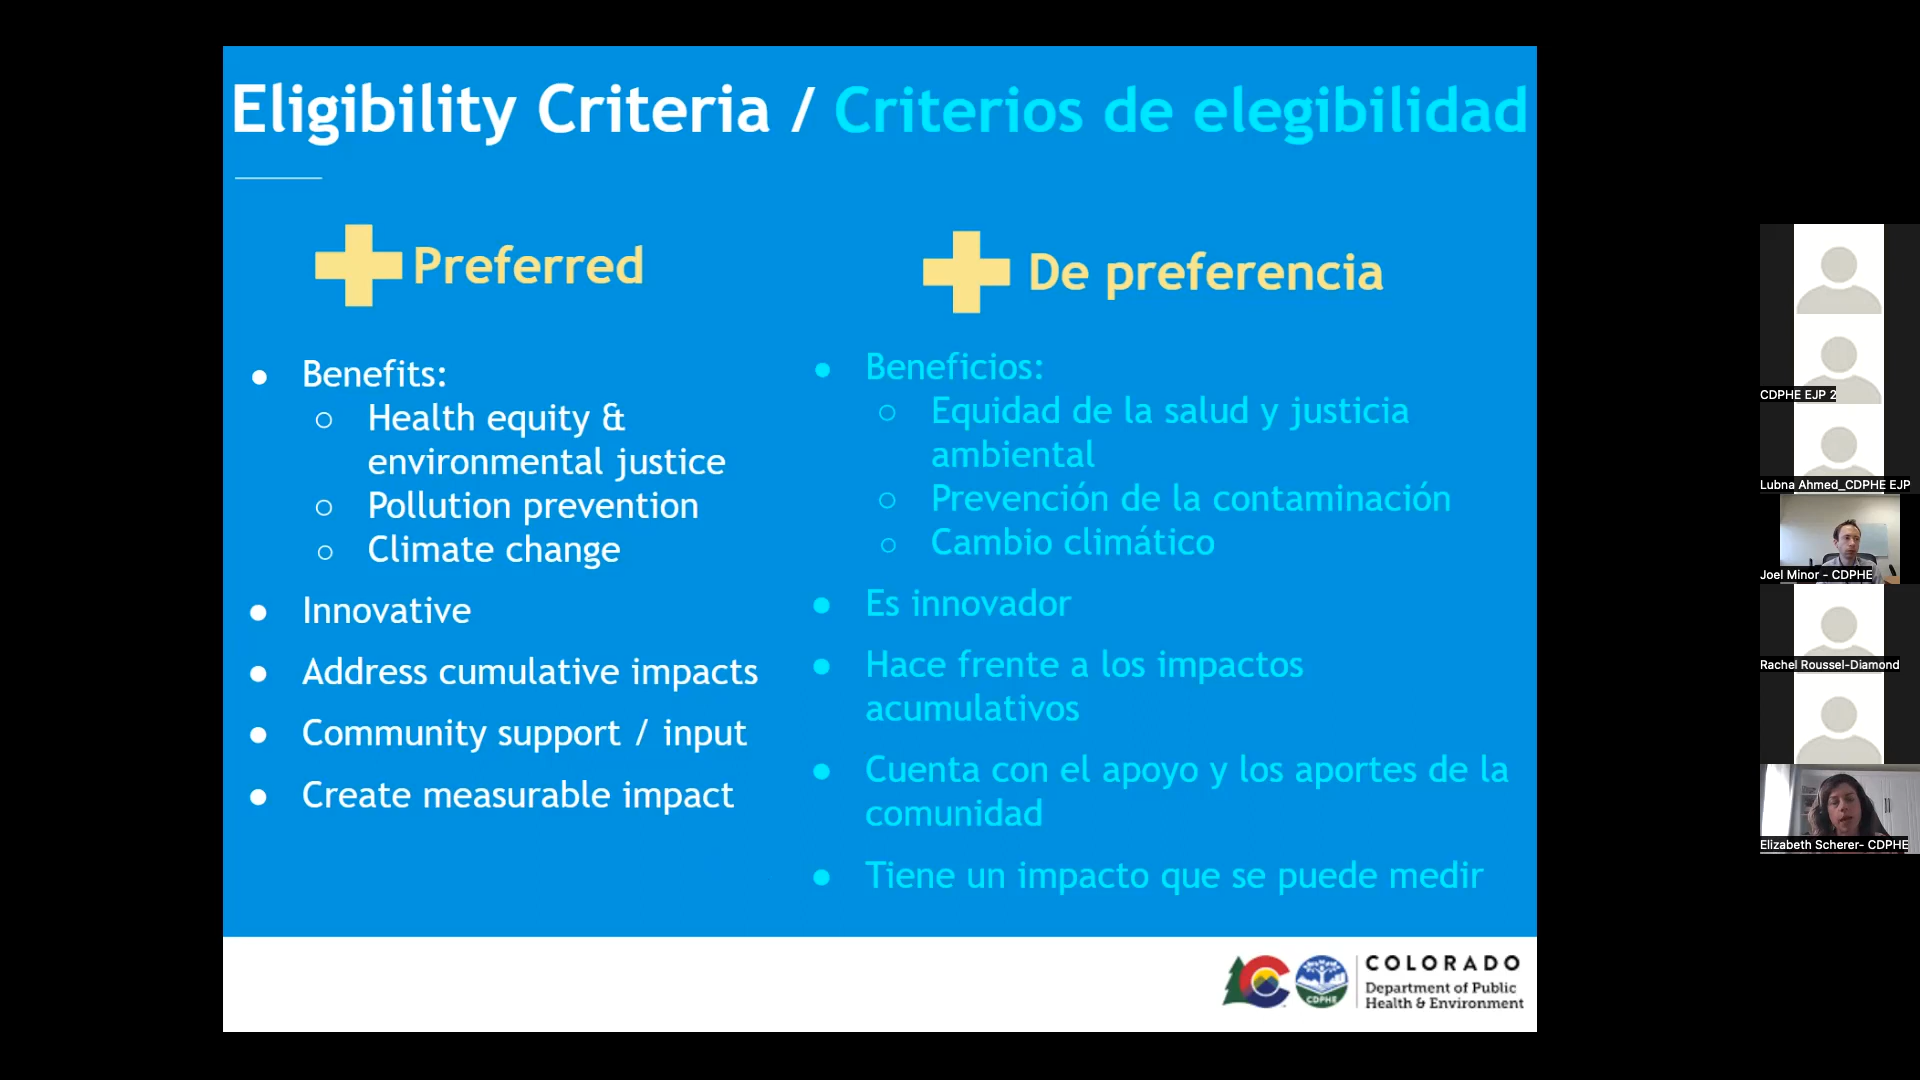 Eligibility Criteria / Criterios de elegibilidad
Preferred
● Benefits:
○ Health equity &
environmental justice
○ Pollution prevention
○ Climate change
● Innovative
● Address cumulative impacts
● Community support / input
● Create measurable impact
De preferencia
● Beneficios:
○ Equidad de la salud y justicia
ambiental
○ Prevención de la contaminación
○ Cambio climático
● Es innovador
● Hace frente a los impactos
acumulativos
● Cuenta con el apoyo y los aportes de la
comunidad
● Tiene un impacto que se puede medir
CDPHE
COLORADO
Department of Public
Health & Environment
CDPHE EJP 2
Lubna Ahmed_CDPHE EJP
Joel Minor - CDPHE
Rachel Roussel-Diamond
Elizabeth Scherer- CDPHE